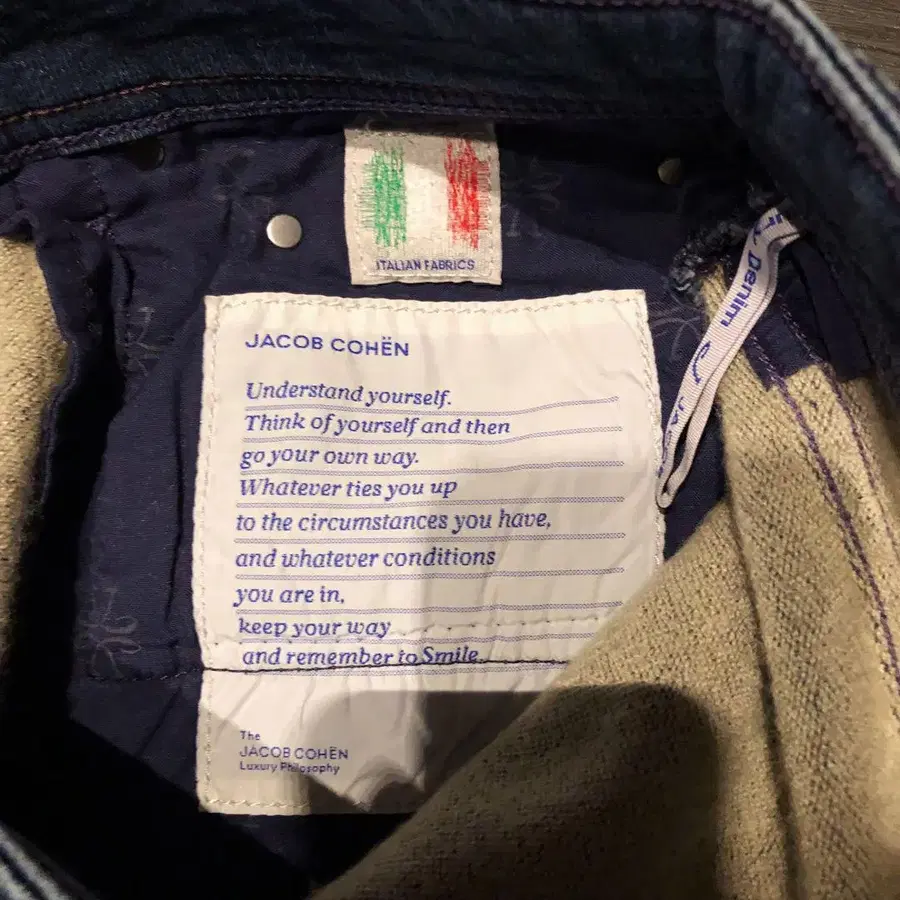 ITALIAN FABRICS
JACOB COHËN
Understand yourself.
Think of yourself and then
go your own way.
Whatever ties you up
to the circumstances you have,
and whatever conditions
you are in,
keep your way
and remember to Smile
The
JACOB COHËN
Luxury Philosophy
Denim